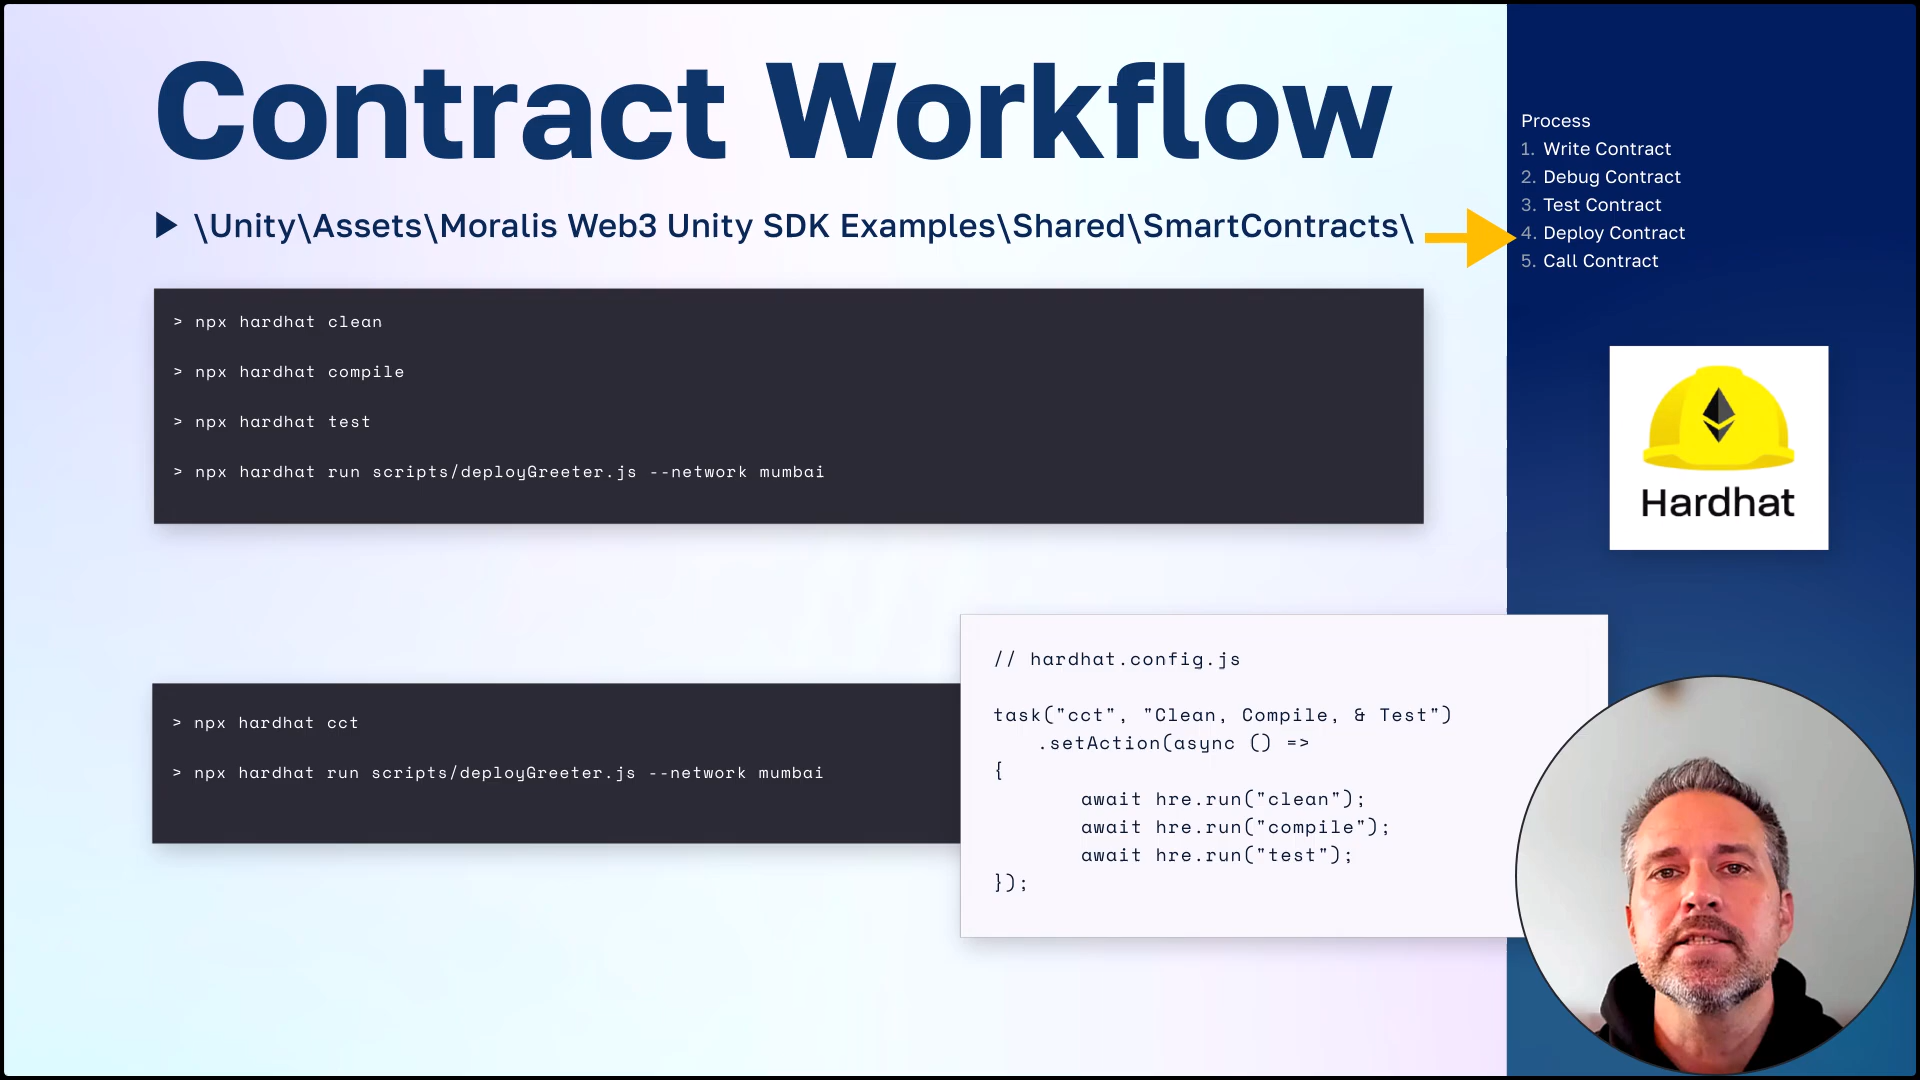 Contract Workflow
\Unity\Assets\Moralis Web3 Unity SDK Examples\Shared\SmartContracts\
> npx hardhat clean
> npx hardhat compile
> npx hardhat test
> npx hardhat run scripts/deployGreeter.js --network mumbai
> npx hardhat cct
> npx hardhat run scripts/deployGreeter.js --network mumbai
// hardhat.config.js
task("cct", "Clean, Compile, & Test")
.setAction(async () =>
{
await hre.run("clean");
await hre.run("compile");
await hre.run("test");
});
Process
1. Write Contract
2. Debug Contract
3. Test Contract
4. Deploy Contract
5. Call Contract
Hardhat